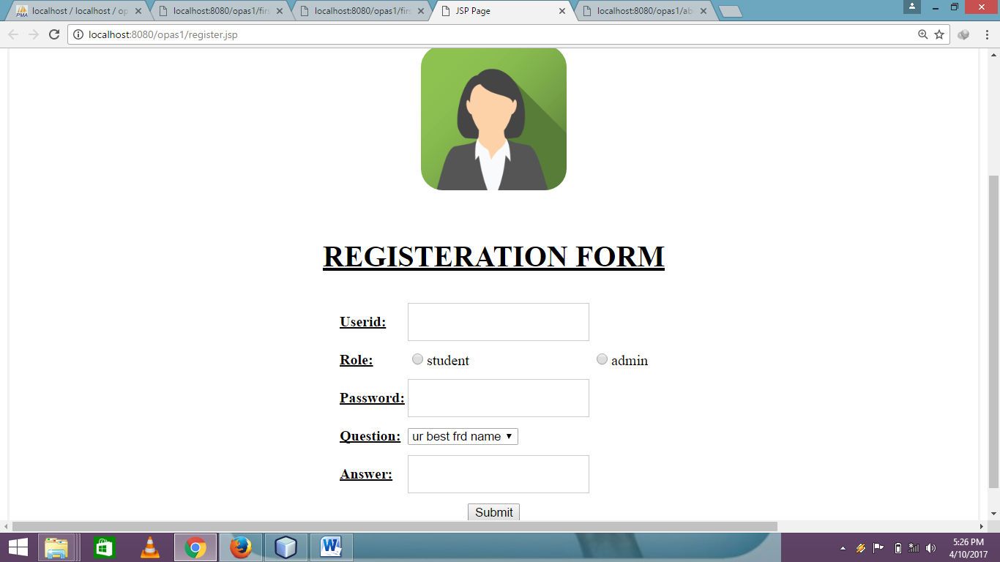 localhost / localhost / op
localhost:8080/opas1/firs
localhost:8080/opas1/firs
JSP Page
localhost:8080/opas1/ab
localhost:8080/opas1/register.jsp
REGISTERATION FORM
Userid:
Role: student admin
Password:
Question: ur best frd name
Answer:
Submit
5:26 PM
4/10/2017